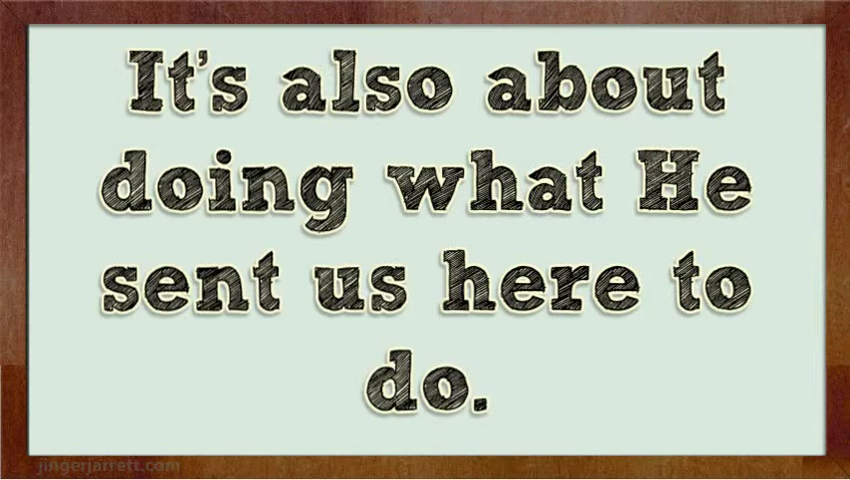 It's also about
doing what He
sent us here to
do.
jingerjarrett.com